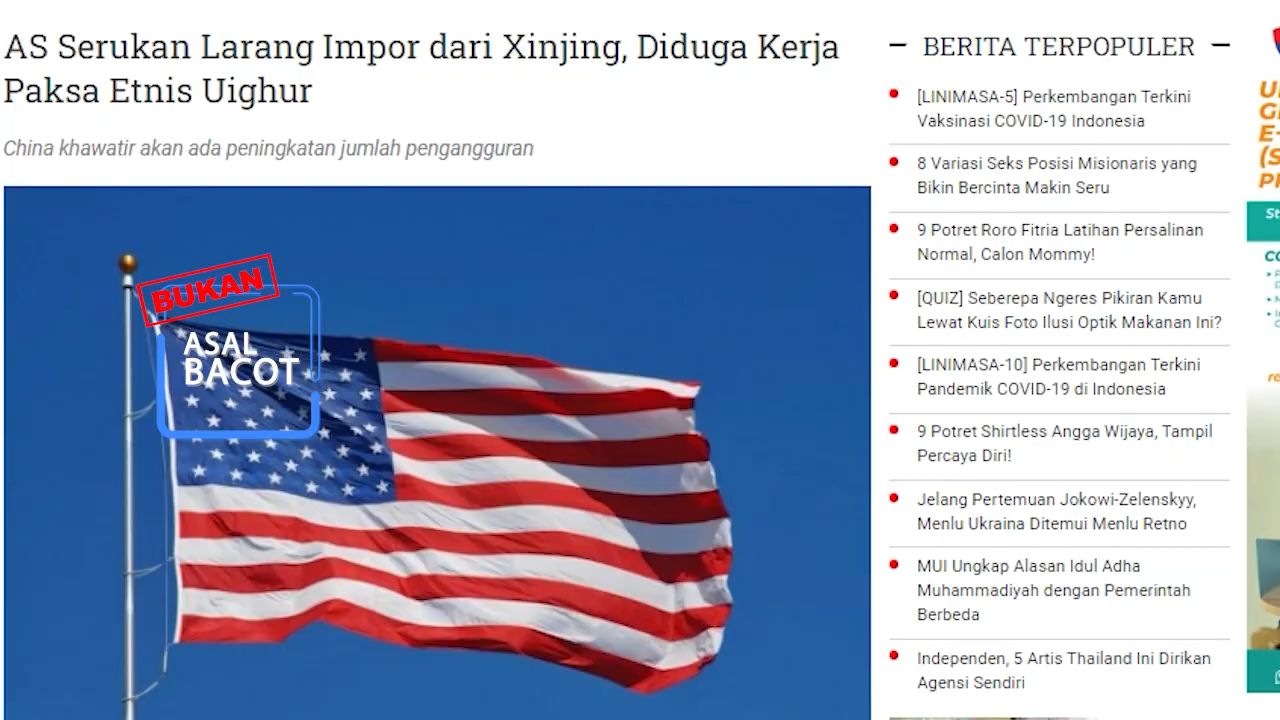 AS Serukan Larang Impor dari Xinjing, Diduga Kerja
Paksa Etnis Uighur
China khawatir akan ada peningkatan jumlah pengangguran
BUKAN
ASAL
BACOT
BERITA TERPOPULER
[LINIMASA-5] Perkembangan Terkini
Vaksinasi COVID-19 Indonesia
8 Variasi Seks Posisi Misionaris yang
Bikin Bercinta Makin Seru
9 Potret Roro Fitria Latihan Persalinan
Normal, Calon Mommy!
[QUIZ] Seberapa Ngeres Pikiran Kamu
Lewat Kuis Foto Ilusi Optik Makanan Ini?
[LINIMASA-10] Perkembangan Terkini
Pandemik COVID-19 di Indonesia
9 Potret Shirtless Angga Wijaya, Tampil
Percaya Diri!
Jelang Pertemuan Jokowi-Zelenskyy,
Menlu Ukraina Ditemui Menlu Retno
MUI Ungkap Alasan Idul Adha
Muhammadiyah dengan Pemerintah
Berbeda
Independen, 5 Artis Thailand Ini Dirikan
Agensi Sendiri